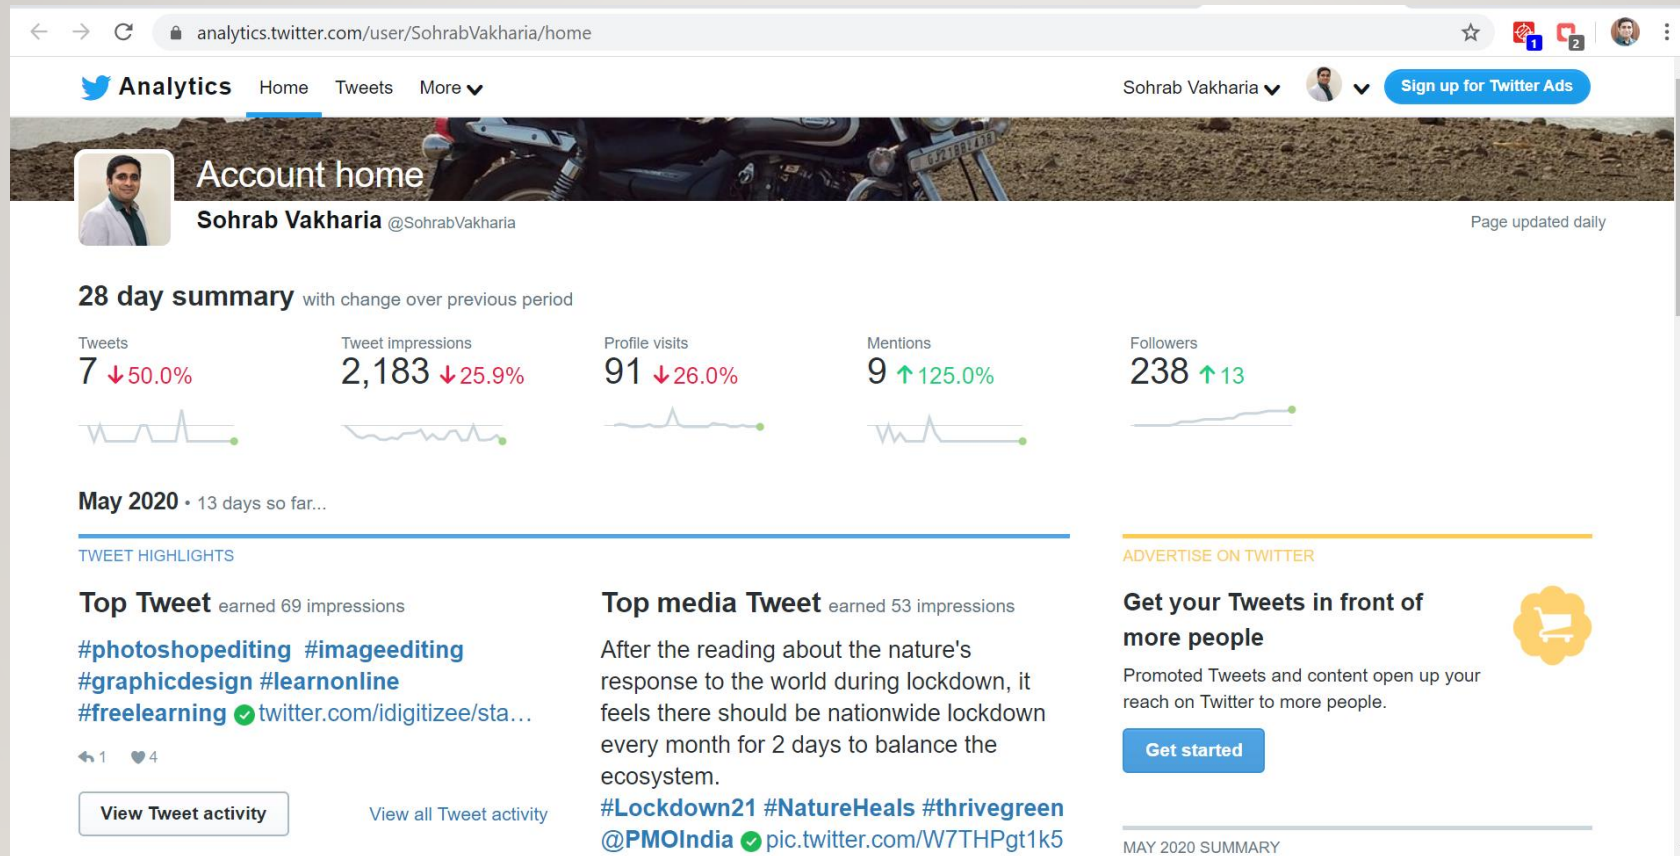 analytics.twitter.com/user/SohrabVakharia/home
1
2
Analytics Home Tweets More
Sohrab Vakharia
Sign up for Twitter Ads
Account home
Sohrab Vakharia @SohrabVakharia
Page updated daily
28 day summary with change over previous period
Tweets
7 ↓50.0%
Tweet impressions
2,183 ↓25.9%
Profile visits
91 ↓26.0%
Mentions
9 ↑125.0%
Followers
238 ↑13
May 2020 • 13 days so far...
TWEET HIGHLIGHTS
Top Tweet earned 69 impressions
#photoshopediting #imageediting
#graphicdesign #learnonline
#freelearning twitter.com/idigitizee/sta…
1 4
View Tweet activity
View all Tweet activity
Top media Tweet earned 53 impressions
After the reading about the nature's
response to the world during lockdown, it
feels there should be nationwide lockdown
every month for 2 days to balance the
ecosystem.
#Lockdown21 #NatureHeals #thrivegreen
@PMOIndia pic.twitter.com/W7THPgt1k5
ADVERTISE ON TWITTER
Get your Tweets in front of
more people
Promoted Tweets and content open up your
reach on Twitter to more people.
Get started
MAY 2020 SUMMARY